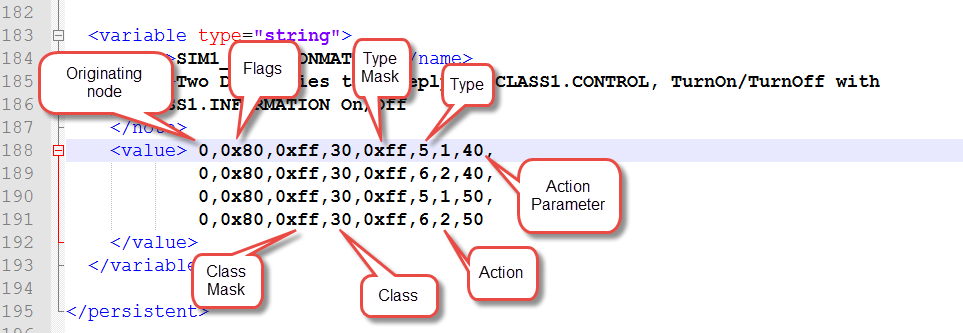 182
183 <variable type="string">
184 >SIM1_ ONMAT /name>
185 Two D ies t eply CLASS1.CONTROL, TurnOn/TurnOff with
186 SS1.INFORMATION On/Off
187 </note>
188 <value> 0,0x80,0xff,30,0xff,5,1,40,
189 0,0x80,0xff,30,0xff,6,2,40,
190 0,0x80,0xff,30,0xff,5,1,50,
191 0,0x80,0xff,30,0xff,6,2,50
192 </value>
193 </variable
194
195 </persistent>
Originating
node
Flags
Type
Mask
Type
Action
Parameter
Class
Mask
Class
Action